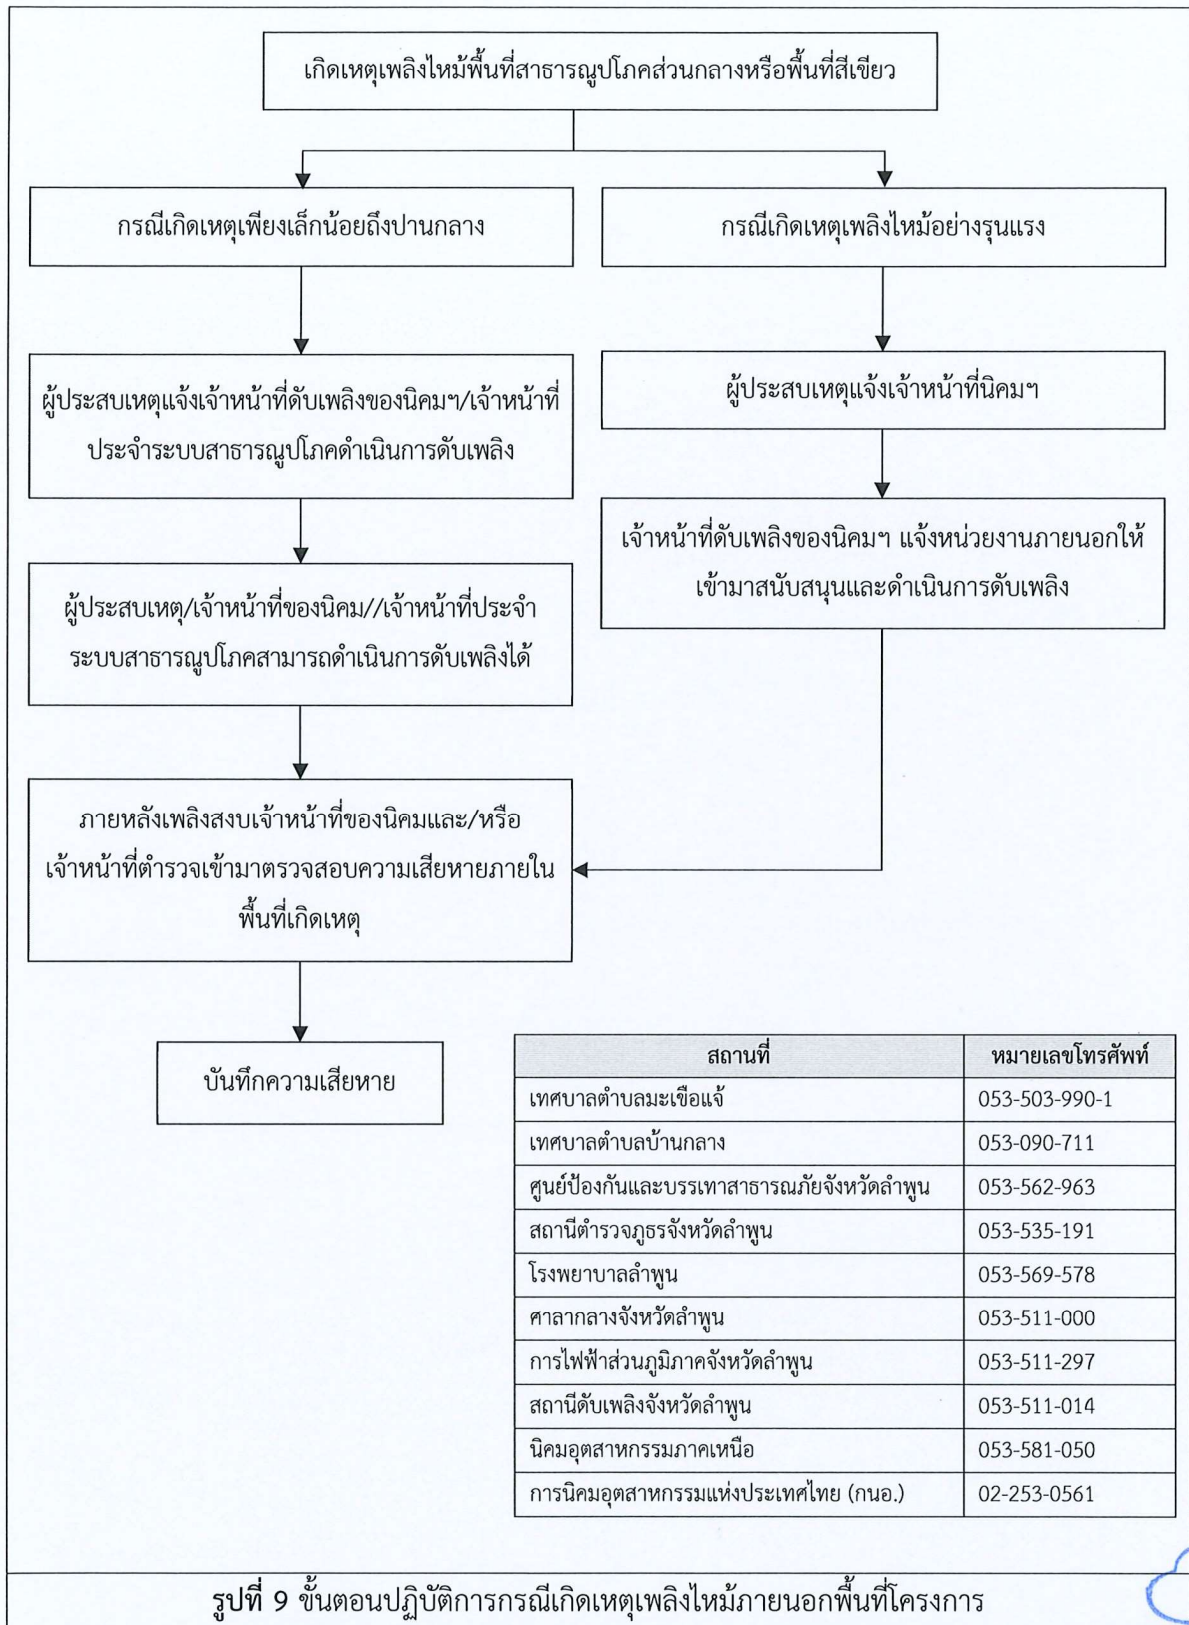 เกิดเหตุเพลิงไหม้พื้นที่สาธารณูปโภคส่วนกลางหรือพื้นที่สีเขียว
กรณีเกิดเหตุเพียงเล็กน้อยถึงปานกลาง
กรณีเกิดเหตุเพลิงไหม้อย่างรุนแรง
ผู้ประสบเหตุแจ้งเจ้าหน้าที่ดับเพลิงของนิคมฯ/เจ้าหน้าที่
ประจำระบบสาธารณูปโภคดำเนินการดับเพลิง
ผู้ประสบเหตุแจ้งเจ้าหน้าที่นิคมฯ
ผู้ประสบเหตุ/เจ้าหน้าที่ของนิคม//เจ้าหน้าที่ประจำ
ระบบสาธารณูปโภคสามารถดำเนินการดับเพลิงได้
เจ้าหน้าที่ดับเพลิงของนิคมฯ แจ้งหน่วยงานภายนอกให้
เข้ามาสนับสนุนและดำเนินการดับเพลิง
ภายหลังเพลิงสงบเจ้าหน้าที่ของนิคมและ/หรือ
เจ้าหน้าที่ตำรวจเข้ามาตรวจสอบความเสียหายภายใน
พื้นที่เกิดเหตุ
บันทึกความเสียหาย
สถานที่ หมายเลขโทรศัพท์
เทศบาลตำบลมะเขือแจ้ 053-503-990-1
เทศบาลตำบลบ้านกลาง 053-090-711
ศูนย์ป้องกันและบรรเทาสาธารณภัยจังหวัดลำพูน 053-562-963
สถานีตำรวจภูธรจังหวัดลำพูน 053-535-191
โรงพยาบาลลำพูน 053-569-578
ศาลากลางจังหวัดลำพูน 053-511-000
การไฟฟ้าส่วนภูมิภาคจังหวัดลำพูน 053-511-297
สถานีดับเพลิงจังหวัดลำพูน 053-511-014
นิคมอุตสาหกรรมภาคเหนือ 053-581-050
การนิคมอุตสาหกรรมแห่งประเทศไทย (กนอ.) 02-253-0561
รูปที่ 9 ขั้นตอนปฏิบัติการกรณีเกิดเหตุเพลิงไหม้ภายนอกพื้นที่โครงการ